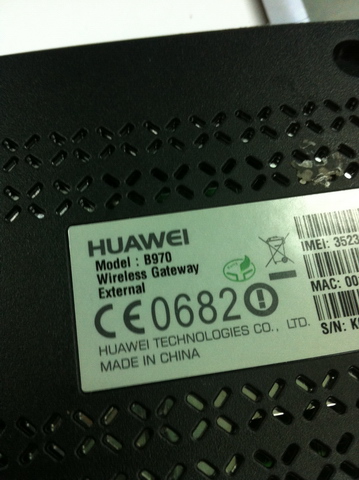 HUAWEI
Model : B970
Wireless Gateway
External
CE0682
HUAWEI TECHNOLOGIES CO., LTD.
MADE IN CHINA
IMEI: 3523
MAC: 00
S/N: K